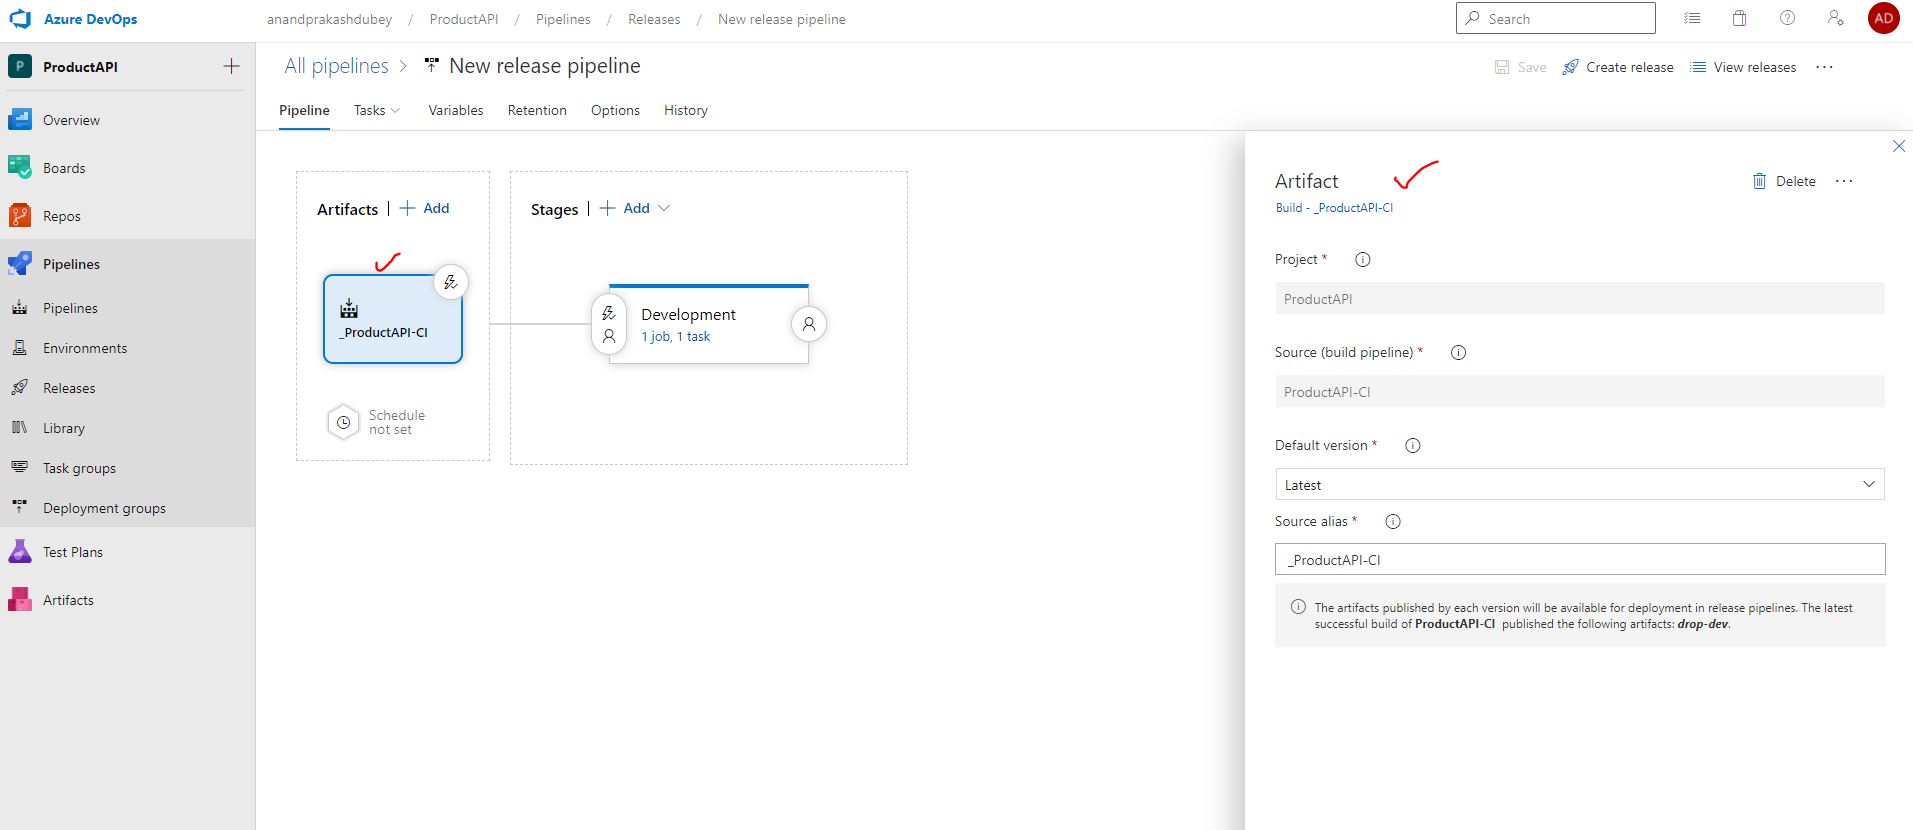 Azure DevOps
anandprakashdubey / ProductAPI / Pipelines / Releases / New release pipeline
Search
AD
P ProductAPI
Overview
Boards
Repos
Pipelines
Pipelines
Environments
Releases
Library
Task groups
Deployment groups
Test Plans
Artifacts
All pipelines > New release pipeline
Save Create release View releases ...
Pipeline Tasks Variables Retention Options History
Artifacts | + Add
_ProductAPI-CI
Schedule
not set
Stages | + Add
Development
1 job, 1 task
Artifact
Delete ...
Build - _ProductAPI-CI
Project *
ProductAPI
Source (build pipeline) *
ProductAPI-CI
Default version *
Latest
Source alias *
_ProductAPI-CI
The artifacts published by each version will be available for deployment in release pipelines. The latest
successful build of ProductAPI-CI published the following artifacts: drop-dev.